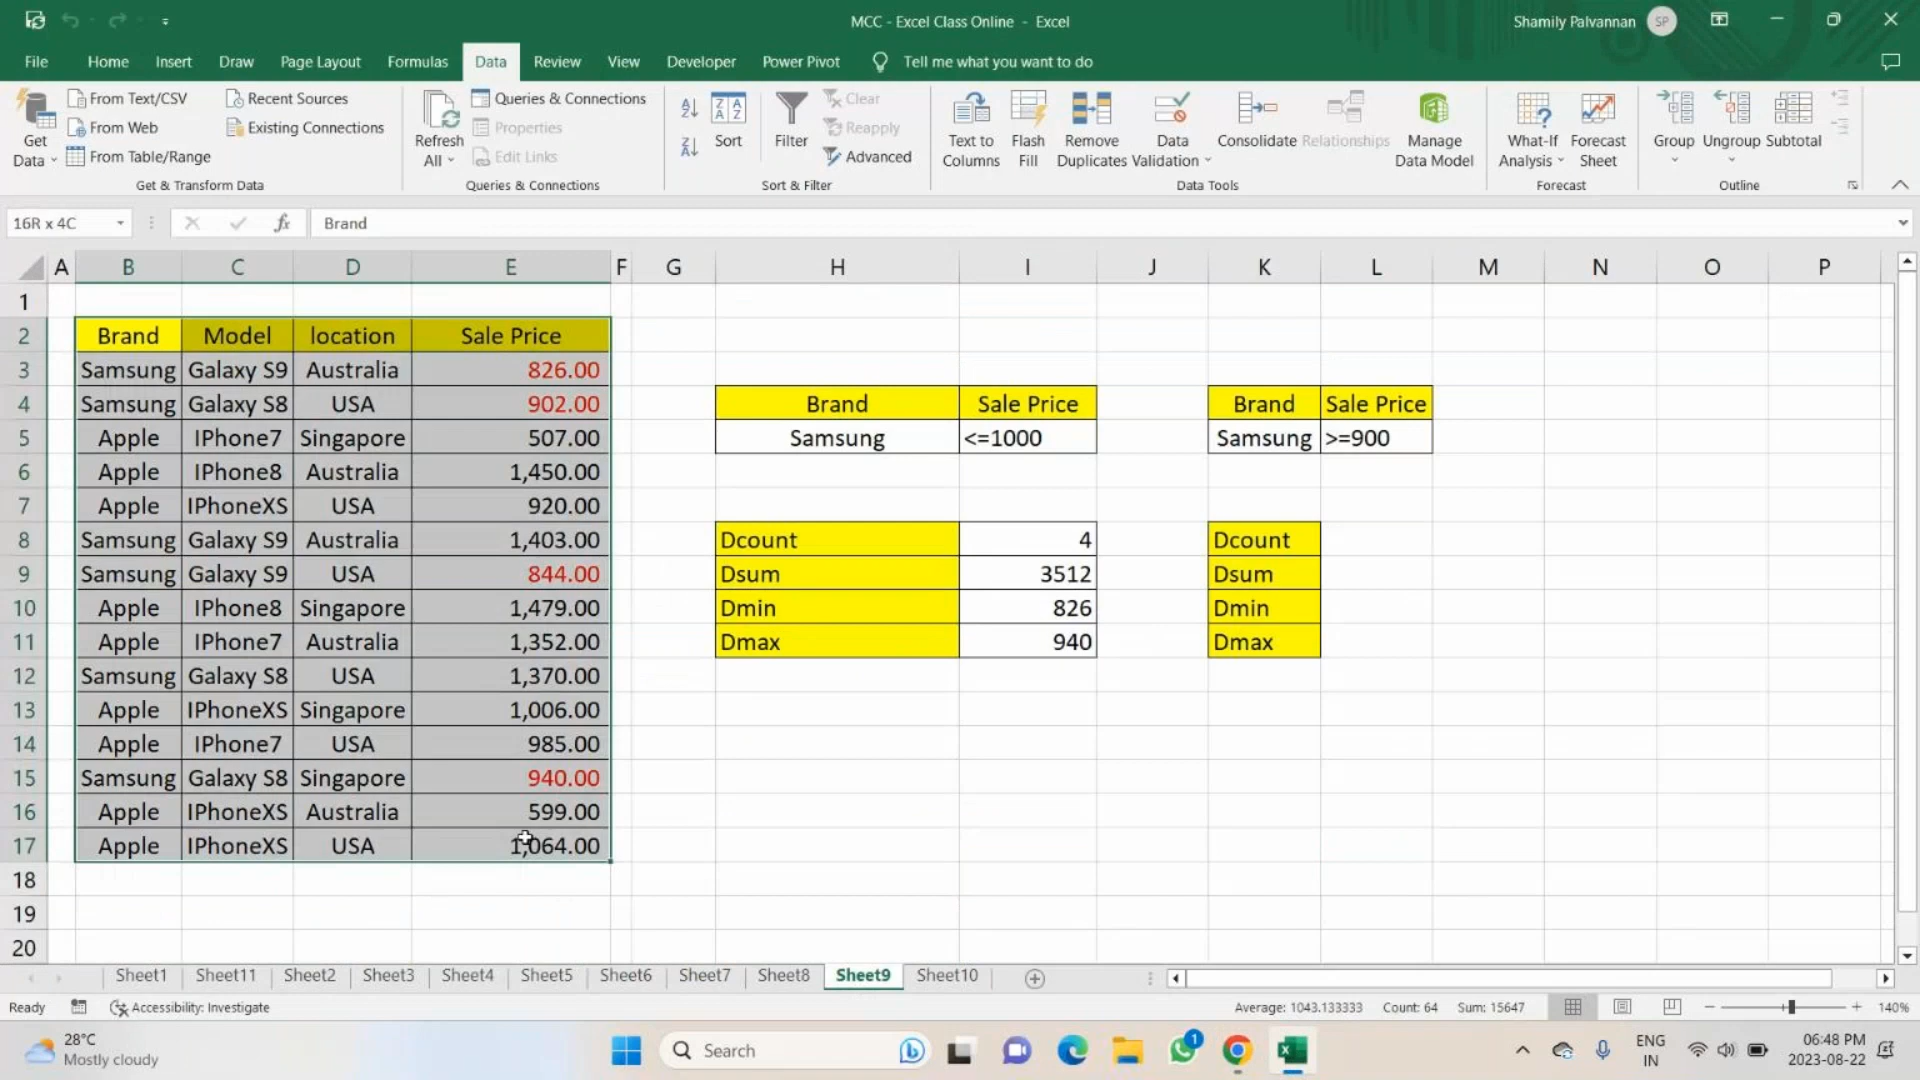 MCC - Excel Class Online - Excel
Shamily Palvannan SP
File Home Insert Draw Page Layout Formulas Data Review View Developer Power Pivot Tell me what you want to do
Get Data
From Text/CSV
From Web
From Table/Range
Recent Sources
Existing Connections
Get & Transform Data
Refresh All
Queries & Connections
Properties
Edit Links
Queries & Connections
Sort
Filter
Clear
Reapply
Advanced
Sort & Filter
Text to Columns
Flash Fill
Remove Duplicates
Data Validation
Consolidate
Relationships
Manage Data Model
Data Tools
What-If Analysis
Forecast Sheet
Forecast
Group
Ungroup
Subtotal
Outline
16R x 4C fx Brand
A B C D E F G H I J K L M N O P
1
2 Brand Model location Sale Price
3 Samsung Galaxy S9 Australia 826.00
4 Samsung Galaxy S8 USA 902.00 Brand Sale Price Brand Sale Price
5 Apple IPhone7 Singapore 507.00 Samsung <=1000 Samsung >=900
6 Apple IPhone8 Australia 1,450.00
7 Apple IPhoneXS USA 920.00
8 Samsung Galaxy S9 Australia 1,403.00 Dcount 4 Dcount
9 Samsung Galaxy S9 USA 844.00 Dsum 3512 Dsum
10 Apple IPhone8 Singapore 1,479.00 Dmin 826 Dmin
11 Apple IPhone7 Australia 1,352.00 Dmax 940 Dmax
12 Samsung Galaxy S8 USA 1,370.00
13 Apple IPhoneXS Singapore 1,006.00
14 Apple IPhone7 USA 985.00
15 Samsung Galaxy S8 Singapore 940.00
16 Apple IPhoneXS Australia 599.00
17 Apple IPhoneXS USA 1,064.00
18
19
20
Sheet1 Sheet11 Sheet2 Sheet3 Sheet4 Sheet5 Sheet6 Sheet7 Sheet8 Sheet9 Sheet10
Ready Accessibility: Investigate Average: 1043.133333 Count: 64 Sum: 15647 140%
28°C
Mostly cloudy
Search
1
ENG
IN
06:48 PM
2023-08-22